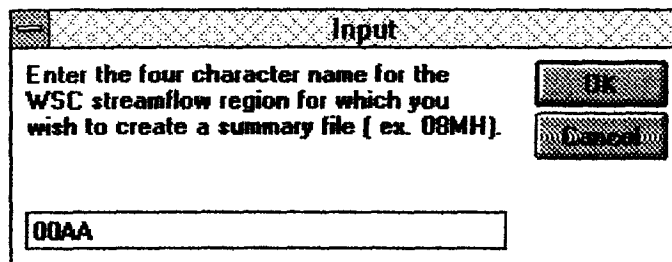 Input
Enter the four character name for the
WSC streamflow region for which you
wish to create a summary file ( ex. 08MH).
OK
Cancel
00AA